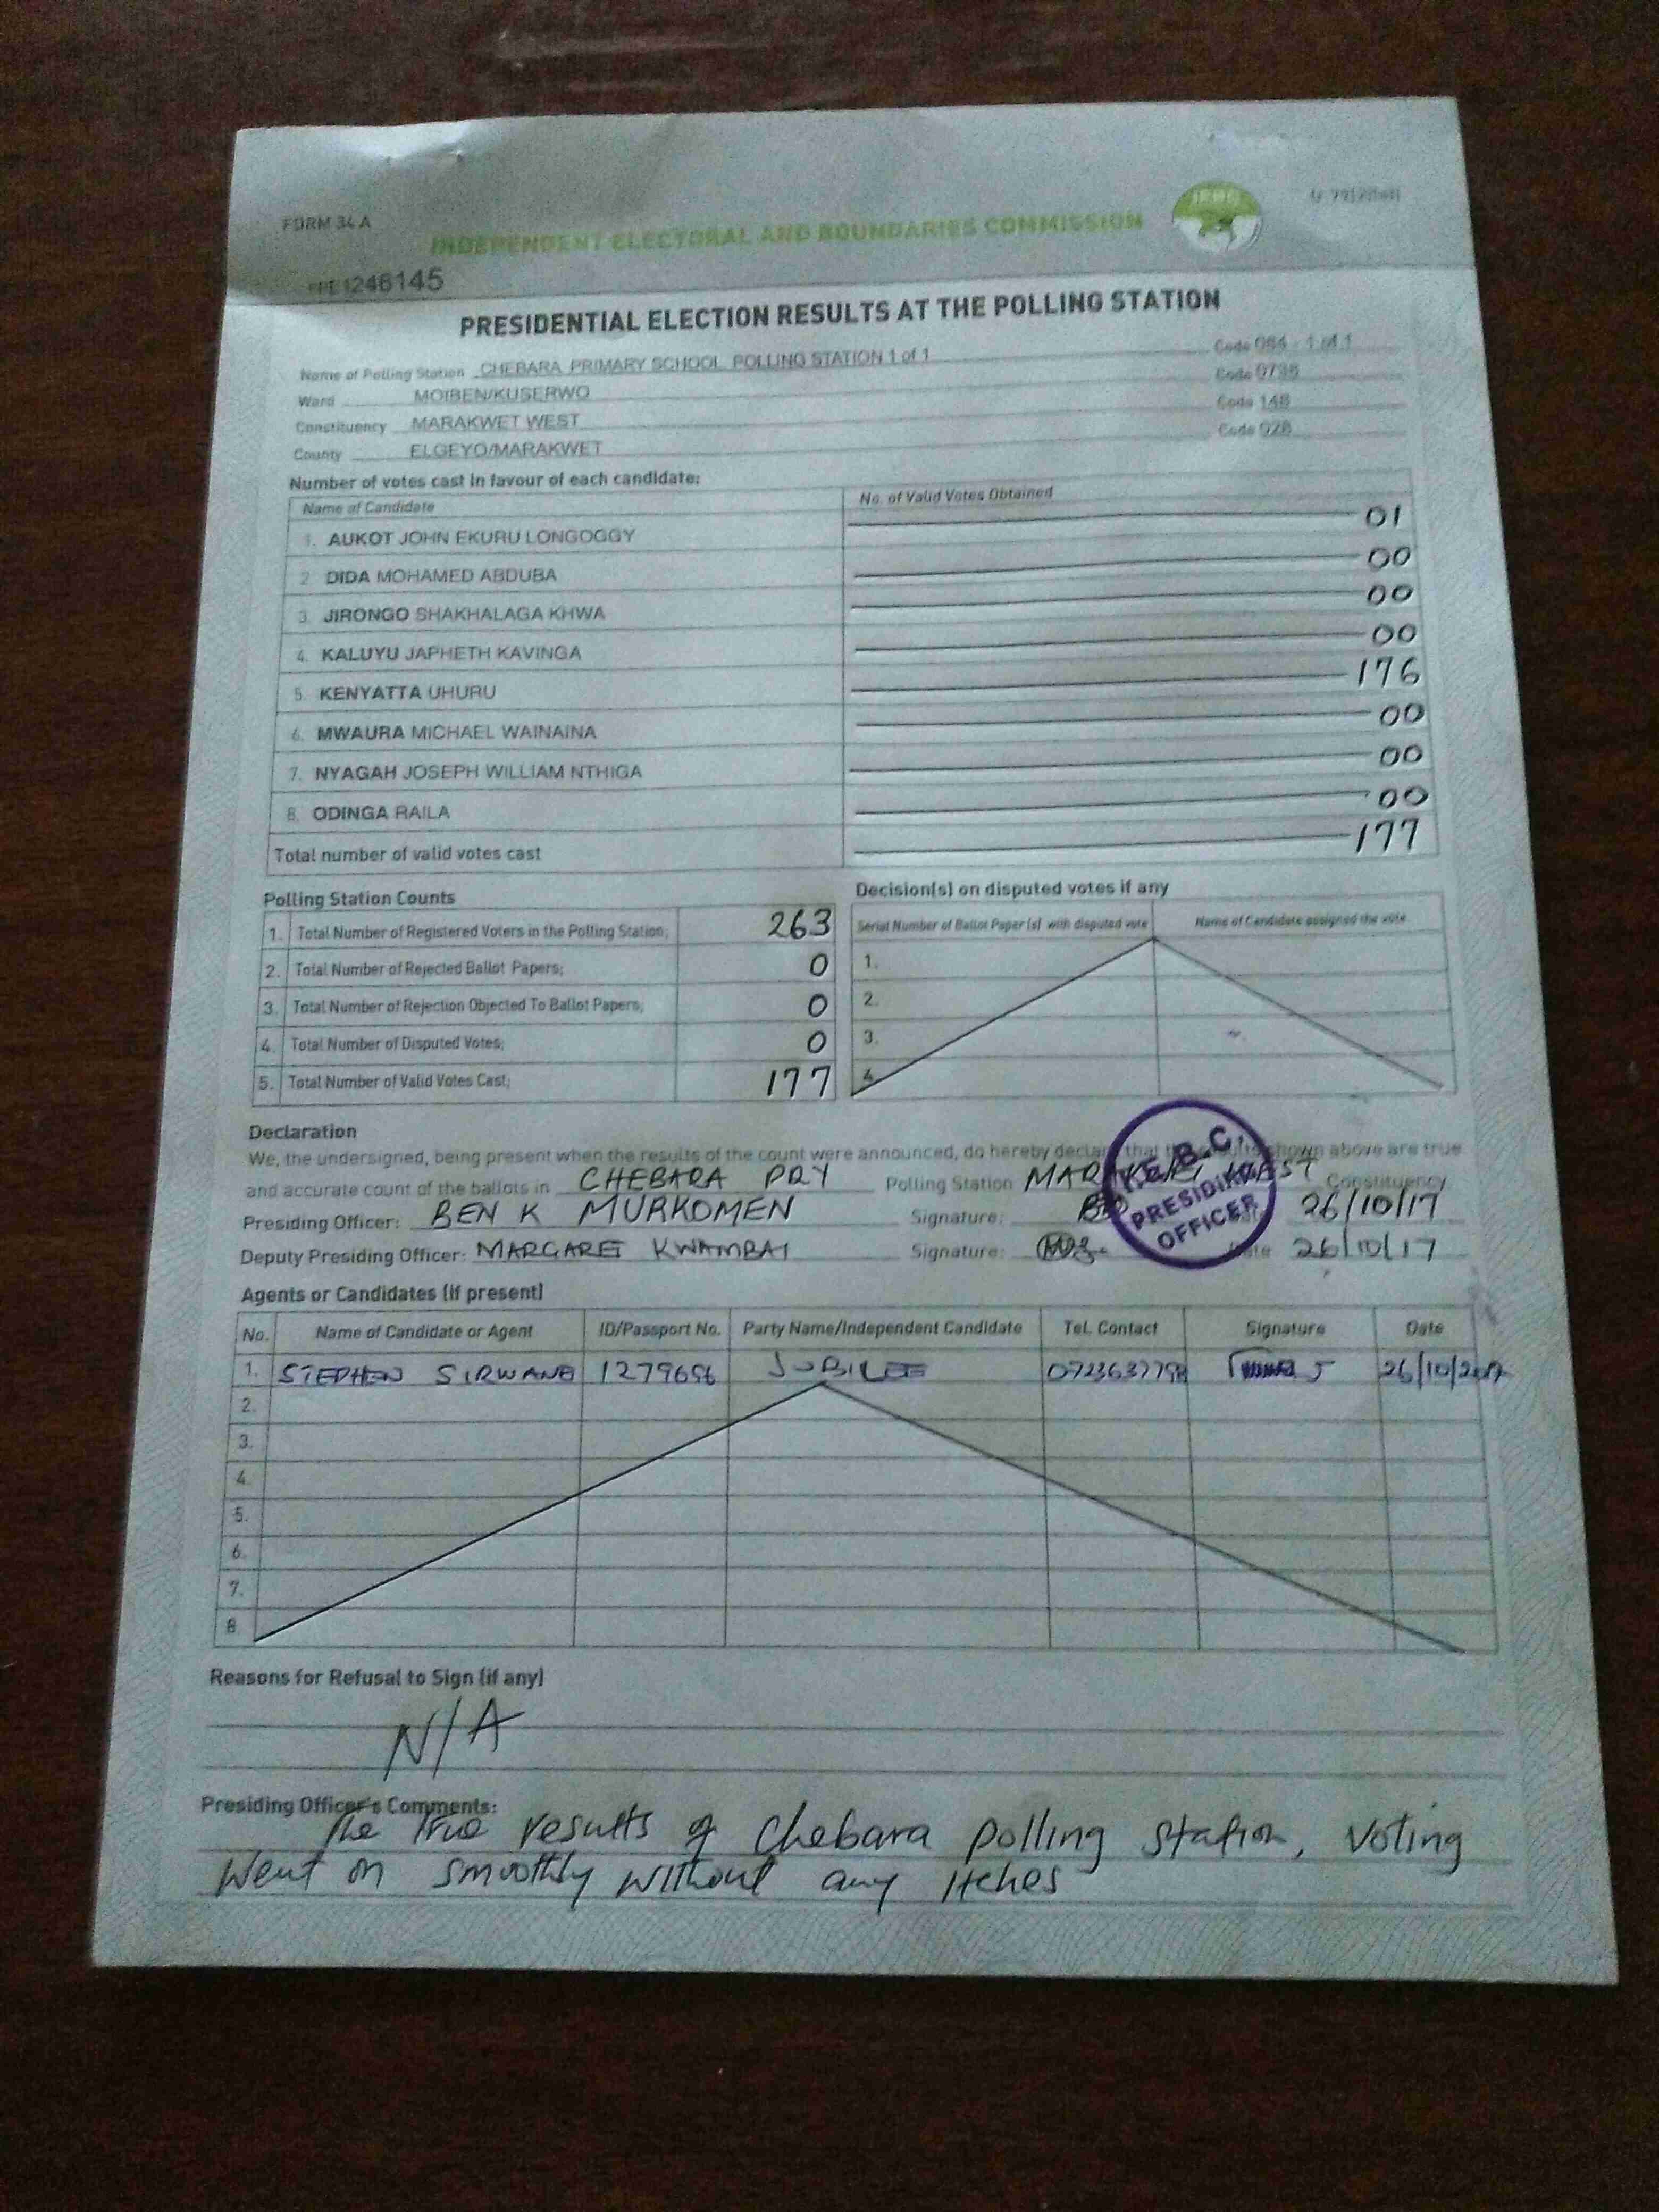 FORM 34 A
INDEPENDENT ELECTORAL AND BOUNDARIES COMMISSION
IEBC
1246145
PRESIDENTIAL ELECTION RESULTS AT THE POLLING STATION
Name of Polling Station CHEBARA PRIMARY SCHOOL POLLING STATION 1 of 1 Code 064 - 1 of 1
Ward MOIBEN/KUSERWO Code 0735
Constituency MARAKWET WEST Code 148
County ELGEYO/MARAKWET Code 028
Number of votes cast in favour of each candidate:
Name of Candidate No. of Valid Votes Obtained
1. AUKOT JOHN EKURU LONGOGGY 01
2. DIDA MOHAMED ABDUBA 00
3. JIRONGO SHAKHALAGA KHWA 00
4. KALUYU JAPHETH KAVINGA 00
5. KENYATTA UHURU 176
6. MWAURA MICHAEL WAINAINA 00
7. NYAGAH JOSEPH WILLIAM NTHIGA 00
8. ODINGA RAILA 00
Total number of valid votes cast 177
Polling Station Counts
1. Total Number of Registered Voters in the Polling Station; 263
2. Total Number of Rejected Ballot Papers; 0
3. Total Number of Rejection Objected To Ballot Papers; 0
4. Total Number of Disputed Votes; 0
5. Total Number of Valid Votes Cast; 177
Decision(s) on disputed votes if any
Serial Number of Ballot Paper (s) with disputed vote Name of Candidate assigned the vote
1.
2.
3.
4.
Declaration
We, the undersigned, being present when the results of the count were announced, do hereby declare that the results shown above are true
and accurate count of the ballots in CHEBARA PRY Polling Station MARAKWET WEST Constituency
Presiding Officer: BEN K MURKOMEN Signature: Date 26/10/17
Deputy Presiding Officer: MARGARET KWAMBAI Signature: Date 26/10/17
I.E.B.C.
PRESIDING
OFFICER
Agents or Candidates (if present)
No. Name of Candidate or Agent ID/Passport No. Party Name/Independent Candidate Tel. Contact Signature Date
1. STEPHEN SIRWANO 1279656 JUBILEE 26/10/2017
2.
3.
4.
5.
6.
7.
8
Reasons for Refusal to Sign (if any)
N/A
Presiding Officer's Comments:
The true results of Chebara polling station, voting
went on smoothly without any itches